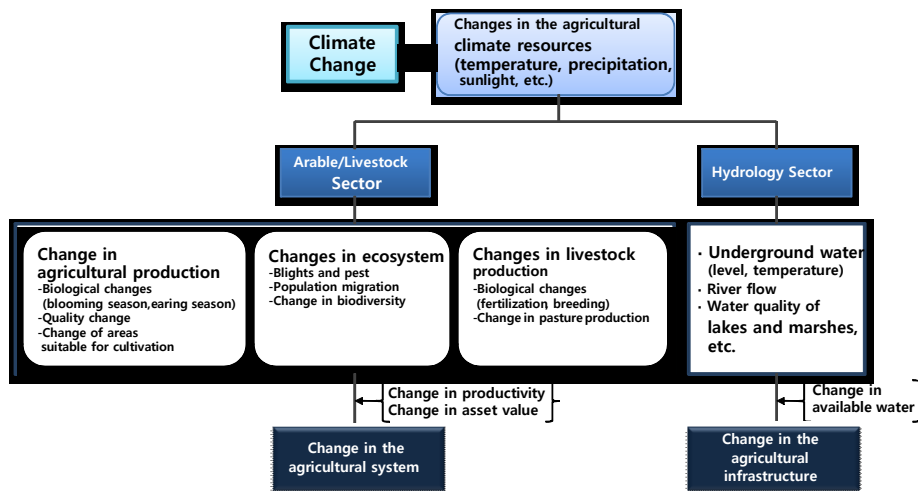 Climate
Change
Changes in the agricultural
climate resources
(temperature, precipitation,
sunlight, etc.)
Arable/Livestock
Sector
Hydrology Sector
Change in
agricultural production
-Biological changes
(blooming season,earing season)
-Quality change
-Change of areas
suitable for cultivation
Changes in ecosystem
-Blights and pest
-Population migration
-Change in biodiversity
Changes in livestock
production
-Biological changes
(fertilization, breeding)
-Change in pasture production
· Underground water
(level, temperature)
· River flow
· Water quality of
lakes and marshes,
etc.
Change in productivity
Change in asset value
Change in
available water
Change in the
agricultural system
Change in the
agricultural
infrastructure